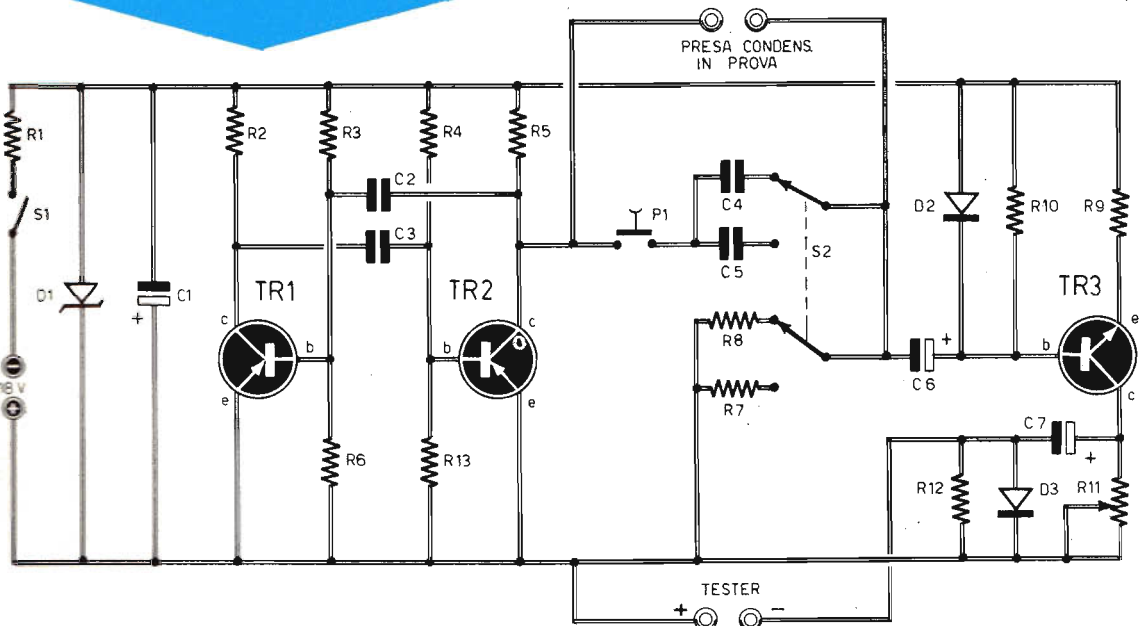 PRESA CONDENS.
IN PROVA
R1
R2
R3
R4
R5
C2
C3
C4
P1
C5
S2
D2
R10
R9
S1
D1
C1
+
TR1
TR2
TR3
c
b
e
c
b
e
e
b
c
R8
R7
C6
+
18 V
R6
R13
C7
+
R12
D3
R11
TESTER
+
-